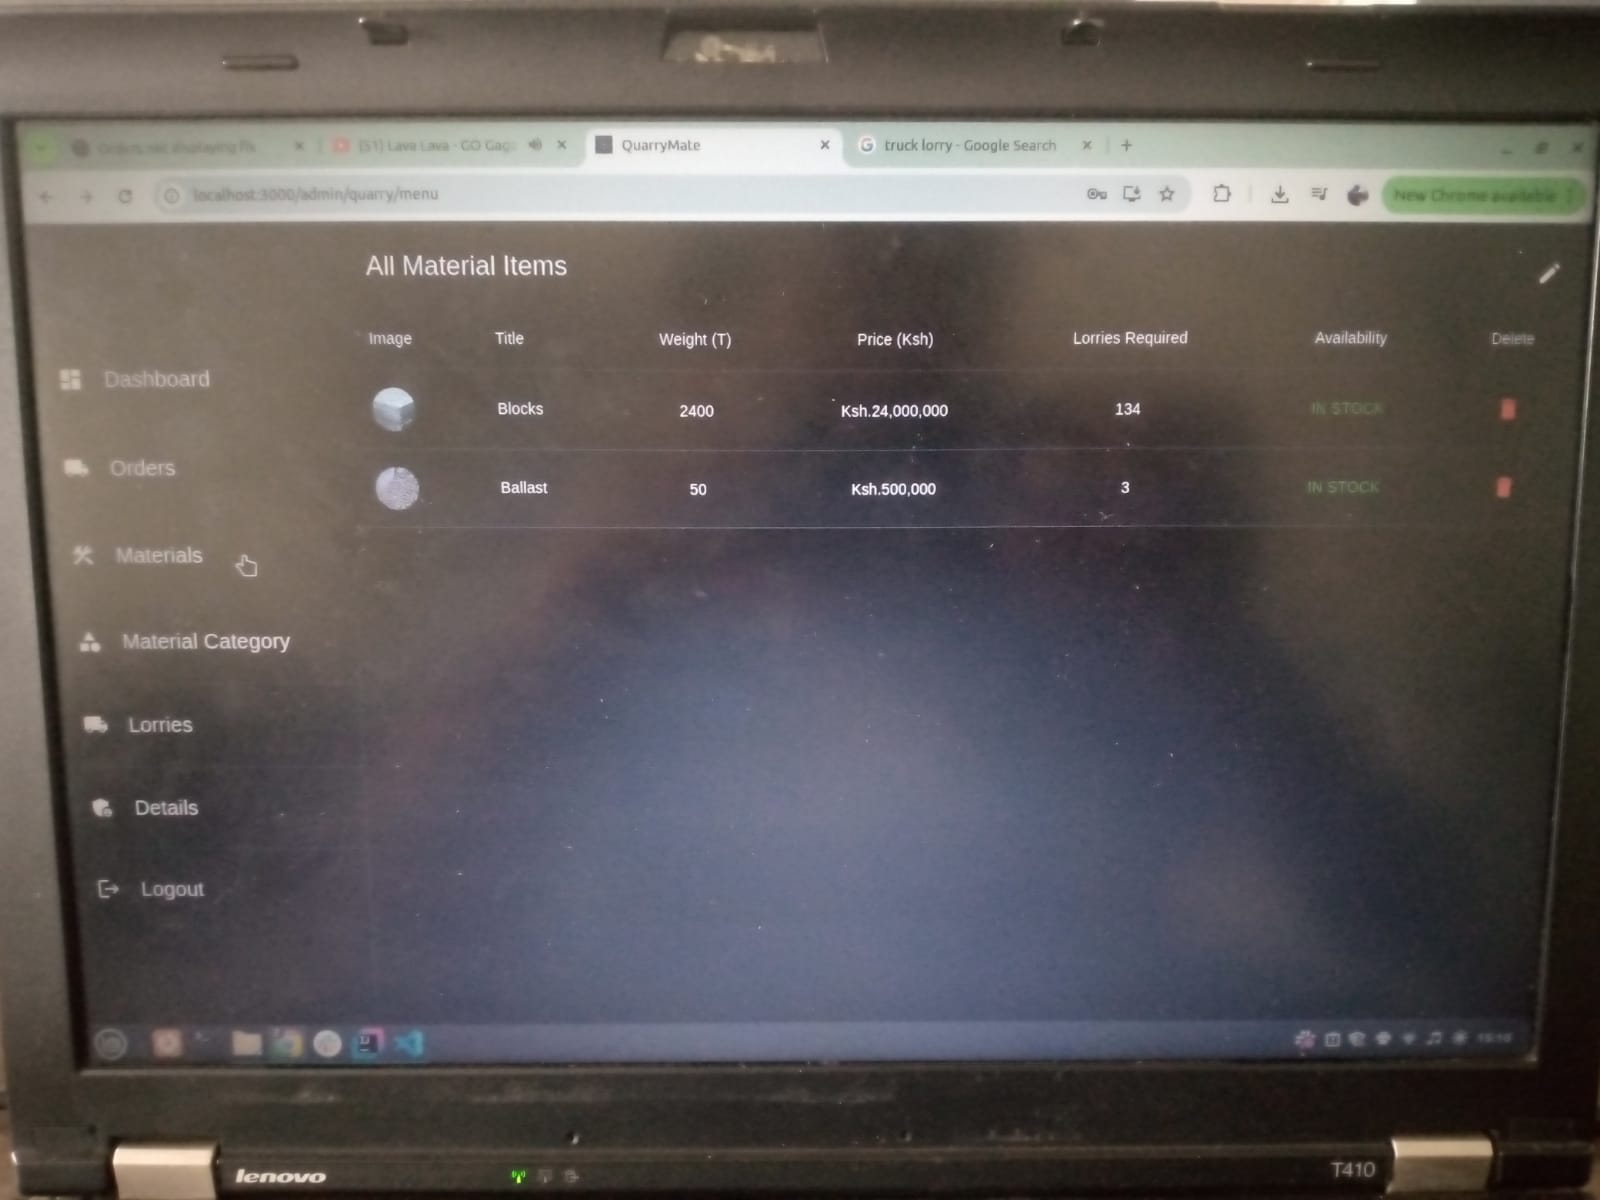 Orders not displaying fix
(51) Lava Lava - GO Gaga
QuarryMate
truck lorry - Google Search
localhost:3000/admin/quarry/menu
New Chrome available
All Material Items
Image Title Weight (T) Price (Ksh) Lorries Required Availability Delete
Blocks 2400 Ksh.24,000,000 134 IN STOCK
Ballast 50 Ksh.500,000 3 IN STOCK
Dashboard
Orders
Materials
Material Category
Lorries
Details
Logout
lenovo
T410